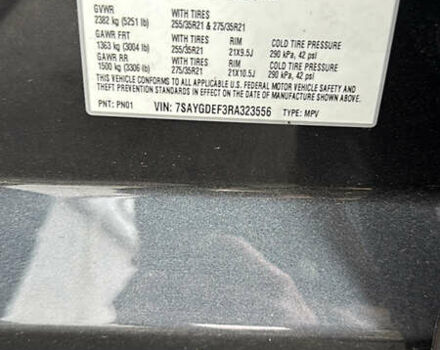 GVWR WITH TIRES
2382 kg (5251 lb) 255/35R21 & 275/35R21
GAWR FRT WITH TIRES RIM COLD TIRE PRESSURE
1363 kg (3004 lb) 255/35R21 21X9.5J 290 kPa, 42 psi
GAWR RR WITH TIRES RIM COLD TIRE PRESSURE
1500 kg (3306 lb) 275/35R21 21X10.5J 290 kPa, 42 psi
THIS VEHICLE CONFORMS TO ALL APPLICABLE FEDERAL MOTOR VEHICLE SAFETY
AND THEFT PREVENTION STANDARDS IN EFFECT ON THE DATE OF MANUFACTURE
PNT: PN01 VIN: 7SAYGDEF3RA323556 TYPE: MPV